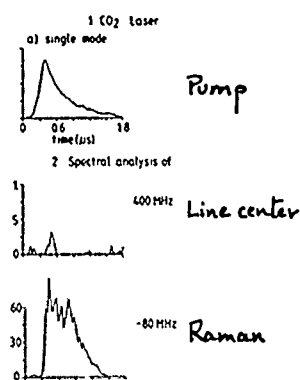 1 CO₂ Laser
a) single mode
Pump
0.6 1.8
time(µs)
2 Spectral analysis of
1
.5
0
400 MHz
Line center
60
30
0
-80 MHz
Raman